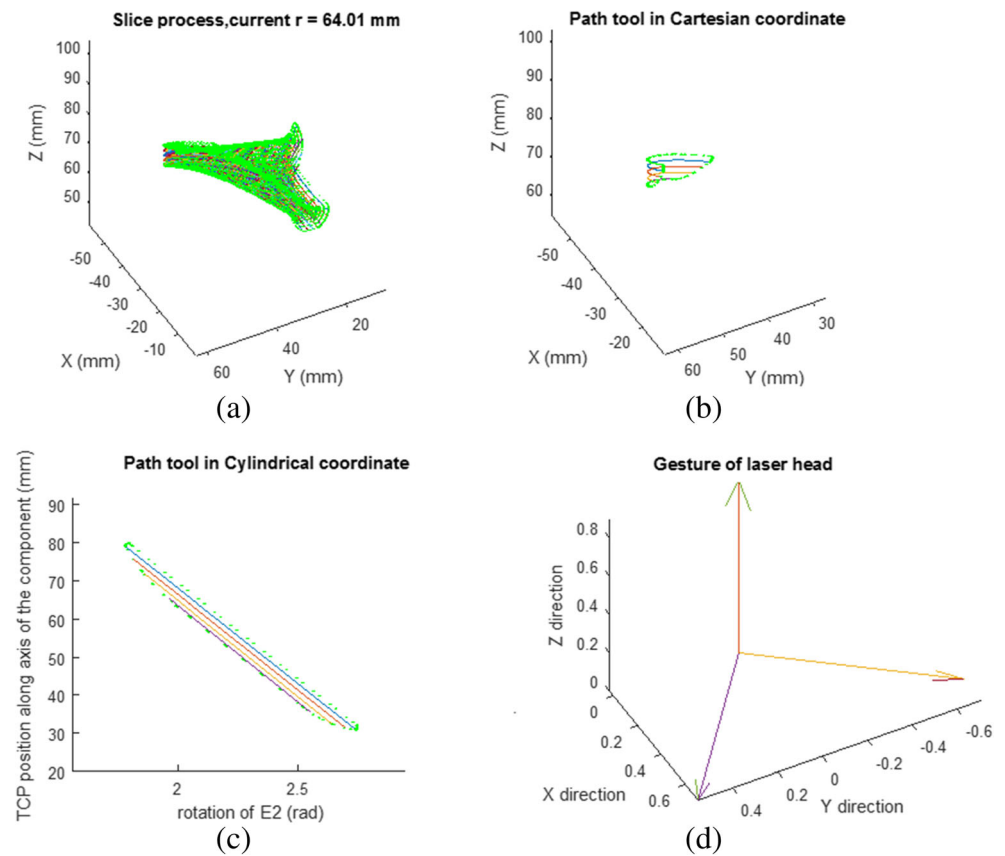 Slice process,current r = 64.01 mm
100
90
80
70
60
50
Z (mm)
-50
-40
-30
-20
-10
X (mm)
60
40
20
Y (mm)
(a)
Path tool in Cartesian coordinate
100
90
80
70
60
Z (mm)
-50
-40
-30
-20
X (mm)
60
50
40
30
Y (mm)
(b)
Path tool in Cylindrical coordinate
TCP position along axis of the component (mm)
90
80
70
60
50
40
30
20
2
2.5
rotation of E2 (rad)
(c)
Gesture of laser head
0.8
0.6
0.4
0.2
0
Z direction
0
0.2
0.4
0.6
X direction
0.4
0.2
0
-0.2
-0.4
-0.6
Y direction
(d)